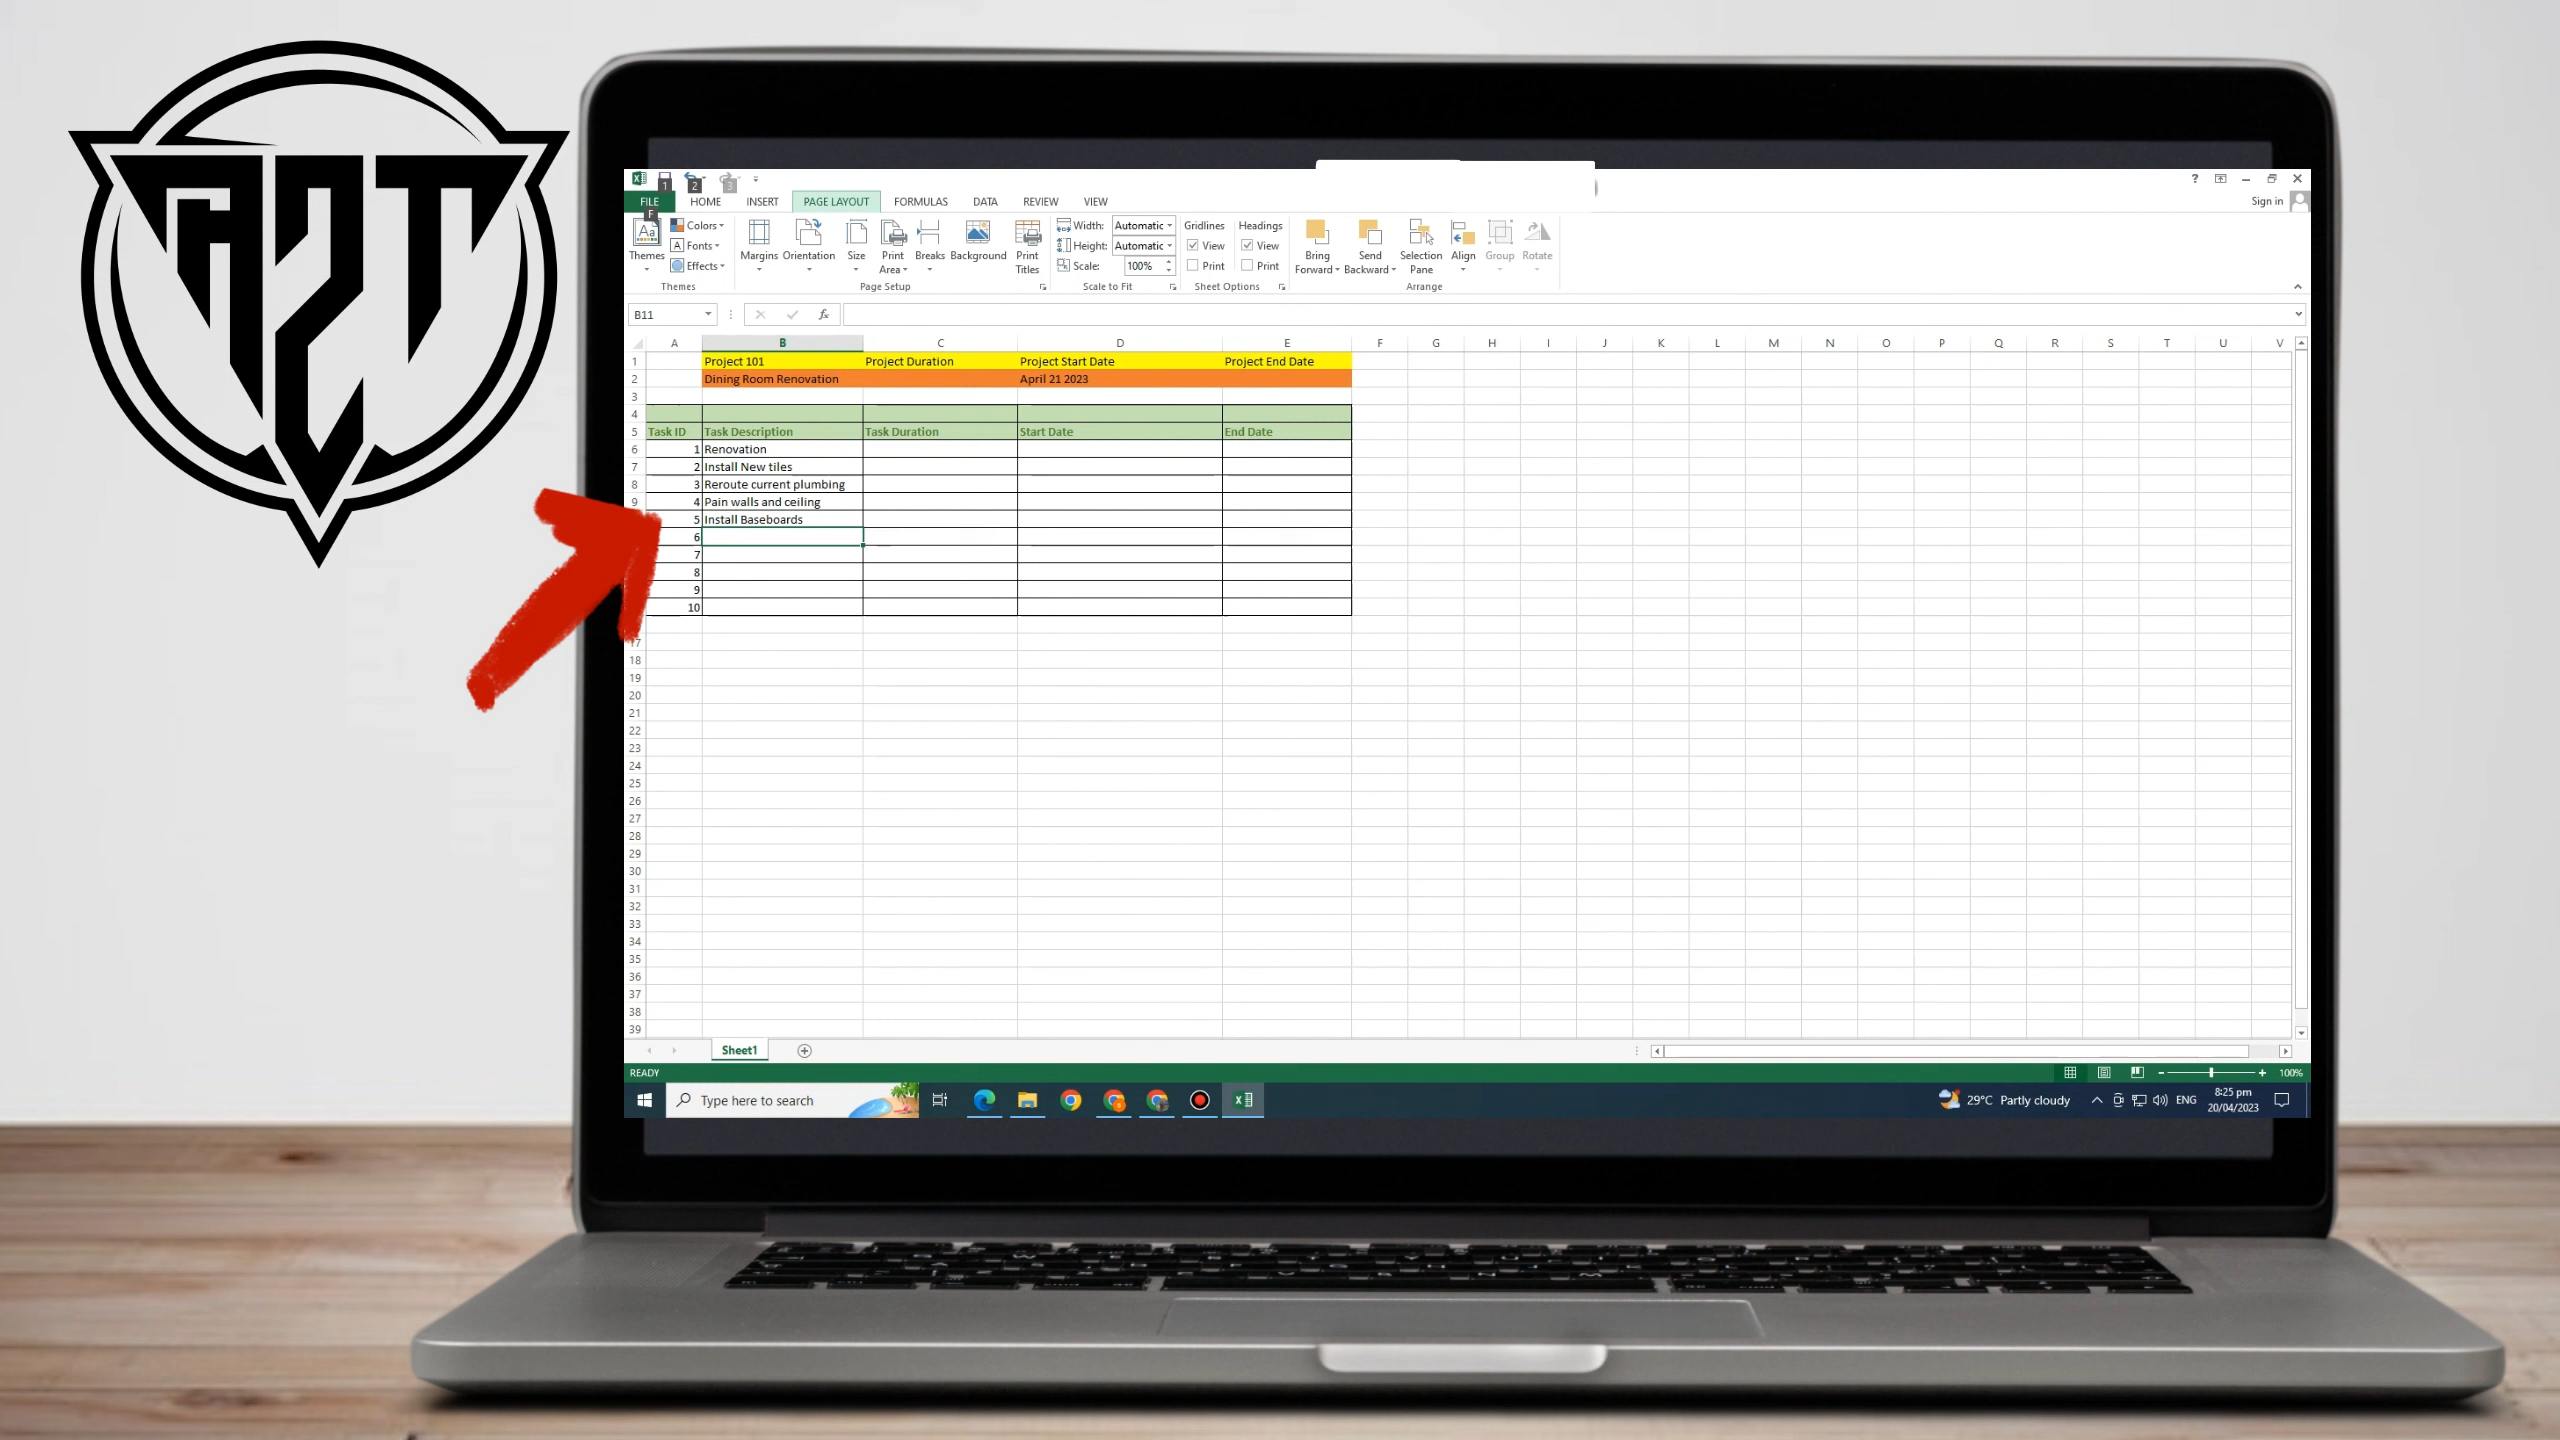 A2T
1 2 3
FILE HOME INSERT PAGE LAYOUT FORMULAS DATA REVIEW VIEW
Sign in
F
Colors
Fonts
Effects
Themes
Margins Orientation Size Print Area Breaks Background Print Titles
Width: Automatic
Height: Automatic
Scale: 100%
Gridlines Headings
View View
Print Print
Bring Forward Send Backward Selection Pane Align Group Rotate
Themes Page Setup Scale to Fit Sheet Options Arrange
B11 fx
A B C D E F G H I J K L M N O P Q R S T U V
1 Project 101 Project Duration Project Start Date Project End Date
2 Dining Room Renovation April 21 2023
3
4
5 Task ID Task Description Task Duration Start Date End Date
6 1 Renovation
7 2 Install New tiles
8 3 Reroute current plumbing
9 4 Pain walls and ceiling
5 Install Baseboards
6
7
8
9
10
17
18
19
20
21
22
23
24
25
26
27
28
29
30
31
32
33
34
35
36
37
38
39
Sheet1
READY 100%
Type here to search
29°C Partly cloudy ENG
8:25 pm
20/04/2023